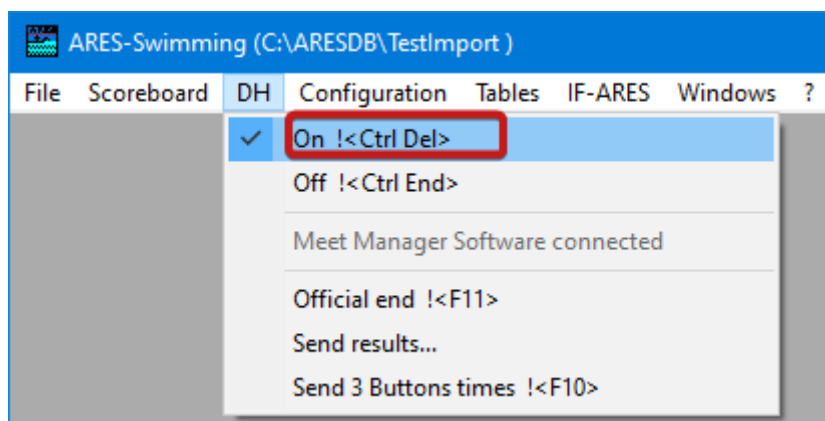 ARES-Swimming (C:\ARESDB\TestImport )
File Scoreboard DH Configuration Tables IF-ARES Windows ?
On !<Ctrl Del>
Off !<Ctrl End>
Meet Manager Software connected
Official end !<F11>
Send results...
Send 3 Buttons times !<F10>